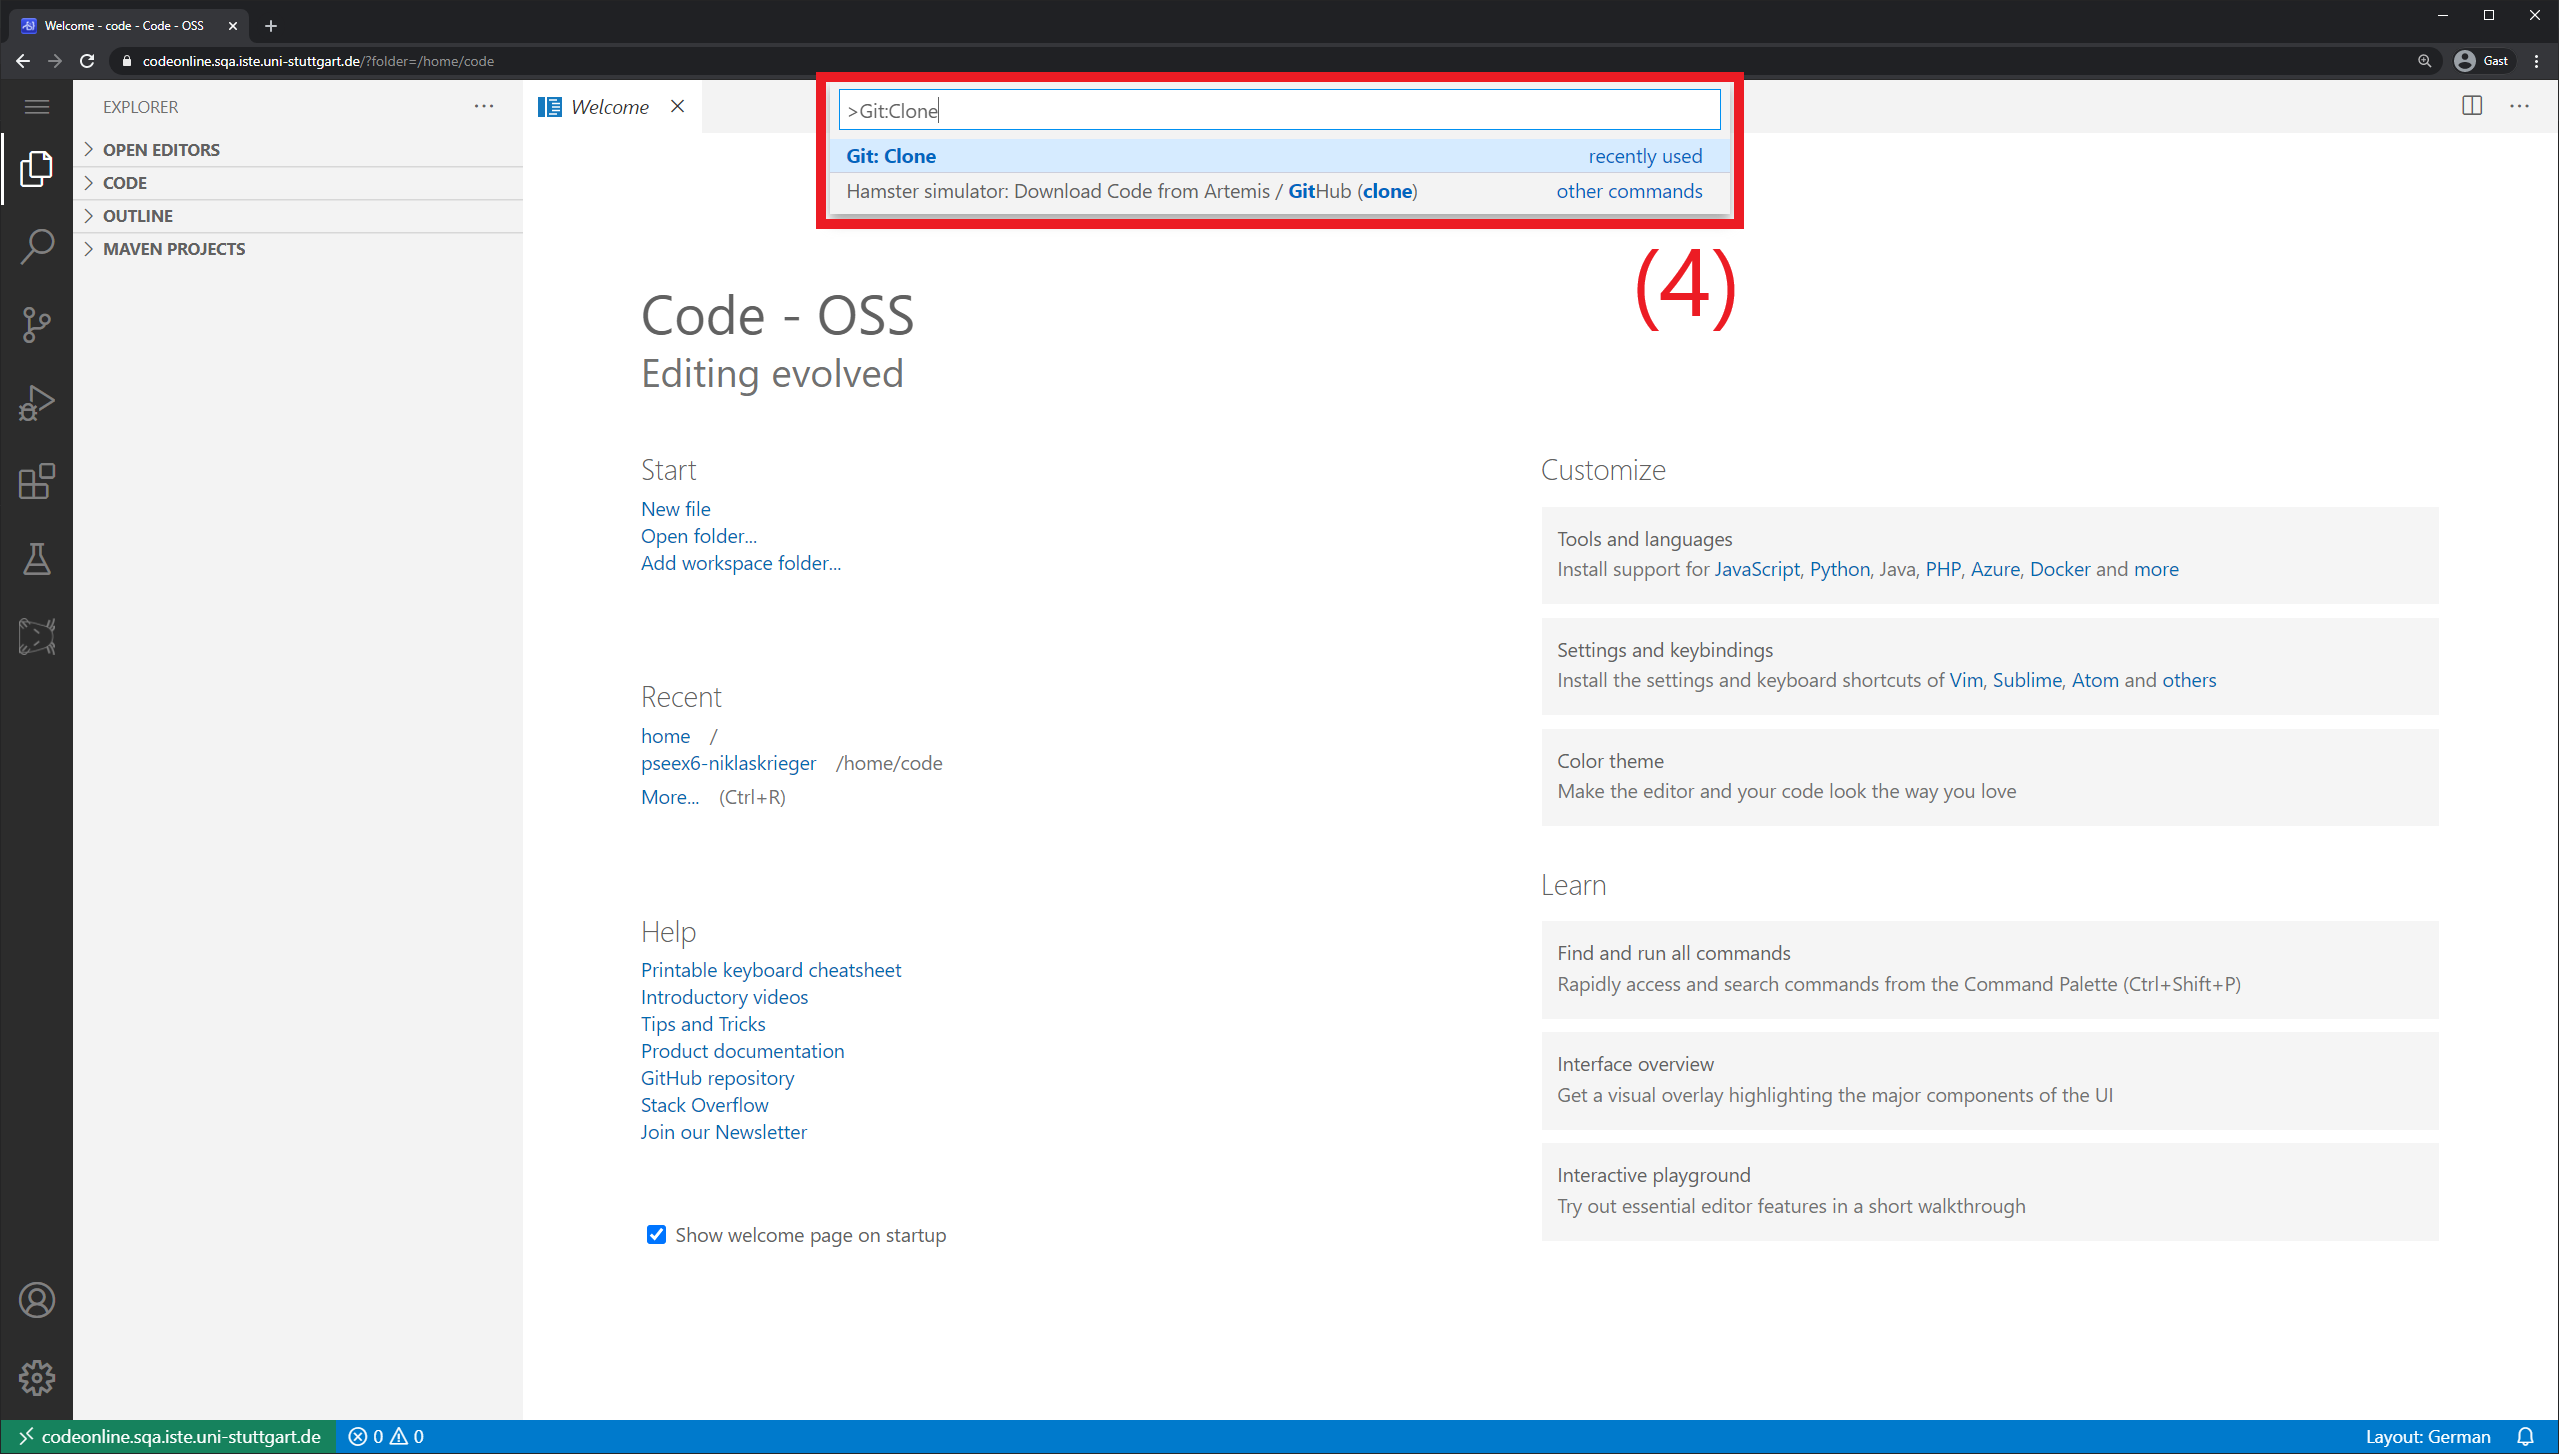 Welcome - code - Code - OSS
codeonline.sqa.iste.uni-stuttgart.de/?folder=/home/code
Gast
EXPLORER
OPEN EDITORS
CODE
OUTLINE
MAVEN PROJECTS
Welcome
>Git:Clone
Git: Clone recently used
Hamster simulator: Download Code from Artemis / GitHub (clone) other commands
(4)
Code - OSS
Editing evolved
Start
New file
Open folder...
Add workspace folder...
Recent
home /
pseex6-niklaskrieger /home/code
More... (Ctrl+R)
Help
Printable keyboard cheatsheet
Introductory videos
Tips and Tricks
Product documentation
GitHub repository
Stack Overflow
Join our Newsletter
Show welcome page on startup
Customize
Tools and languages
Install support for JavaScript, Python, Java, PHP, Azure, Docker and more
Settings and keybindings
Install the settings and keyboard shortcuts of Vim, Sublime, Atom and others
Color theme
Make the editor and your code look the way you love
Learn
Find and run all commands
Rapidly access and search commands from the Command Palette (Ctrl+Shift+P)
Interface overview
Get a visual overlay highlighting the major components of the UI
Interactive playground
Try out essential editor features in a short walkthrough
codeonline.sqa.iste.uni-stuttgart.de 0 0
Layout: German